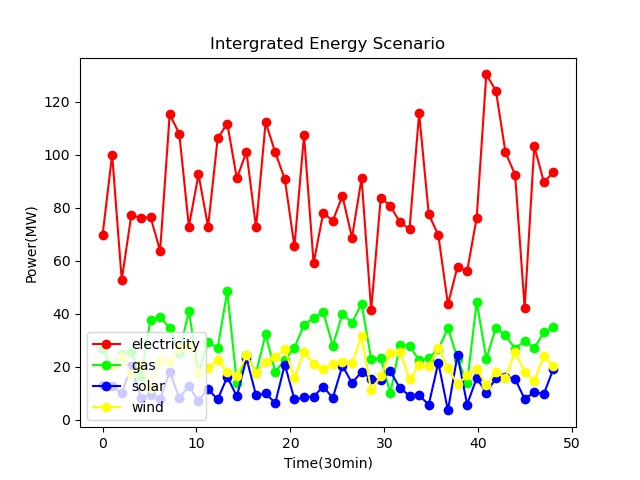 Intergrated Energy Scenario
Power(MW)
120
100
80
60
40
20
0
electricity
gas
solar
wind
0 10 20 30 40 50
Time(30min)